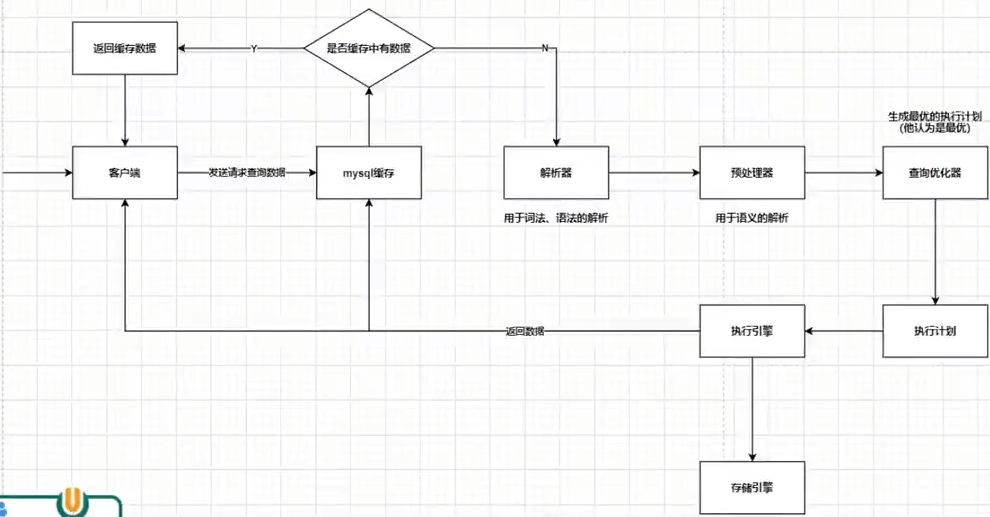 返回缓存数据
Y
是否缓存中有数据
N
生成最优的执行计划
(他认为是最优)
客户端
发送请求查询数据
mysql缓存
解析器
预处理器
查询优化器
用于词法、语法的解析
用于语义的解析
返回数据
执行引擎
执行计划
存储引擎